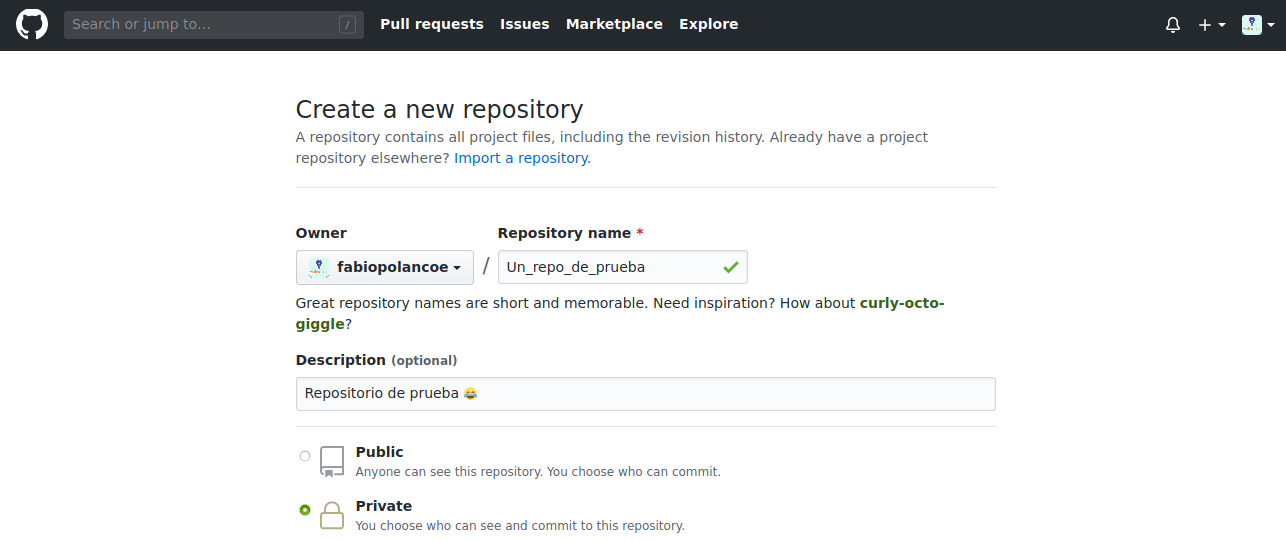 Search or jump to… /
Pull requests Issues Marketplace Explore
Create a new repository
A repository contains all project files, including the revision history. Already have a project
repository elsewhere? Import a repository.
Owner
Repository name *
fabiopolancoe / Un_repo_de_prueba
Great repository names are short and memorable. Need inspiration? How about curly-octo-
giggle?
Description (optional)
Repositorio de prueba 😂
Public
Anyone can see this repository. You choose who can commit.
Private
You choose who can see and commit to this repository.